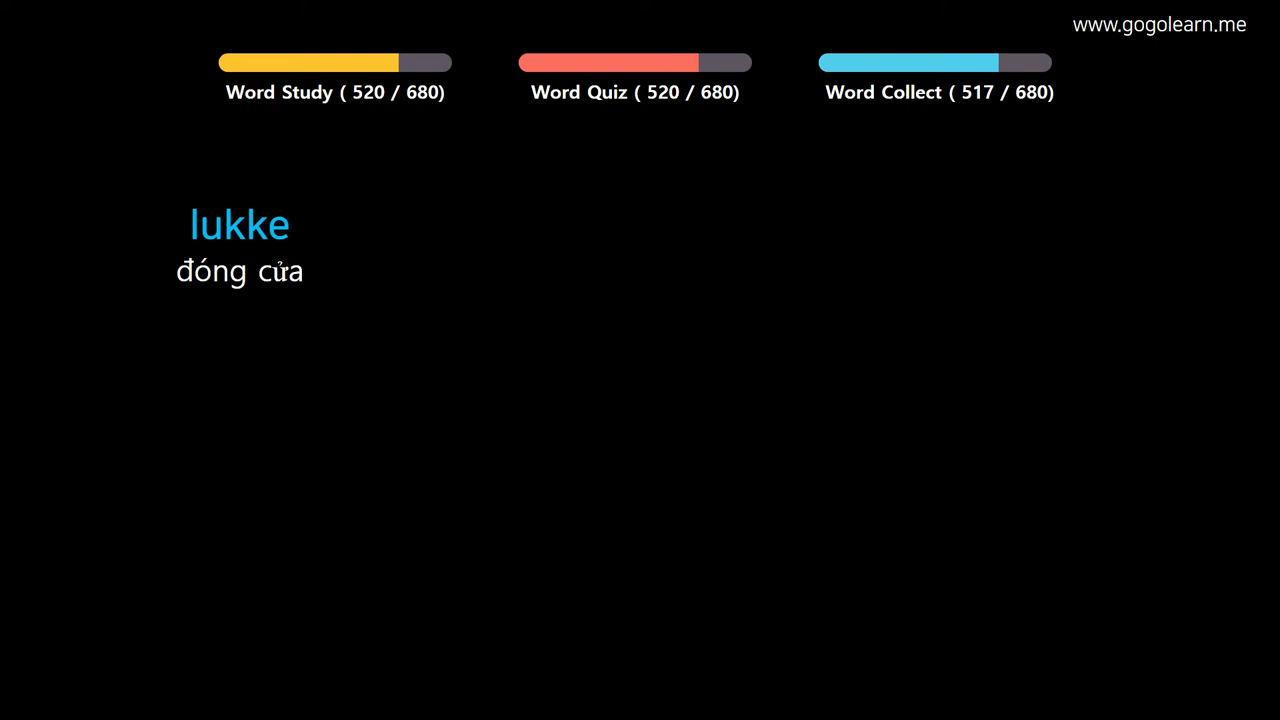 www.gogolearn.me
Word Study ( 520 / 680)
Word Quiz ( 520 / 680)
Word Collect ( 517 / 680)
lukke
đóng cửa